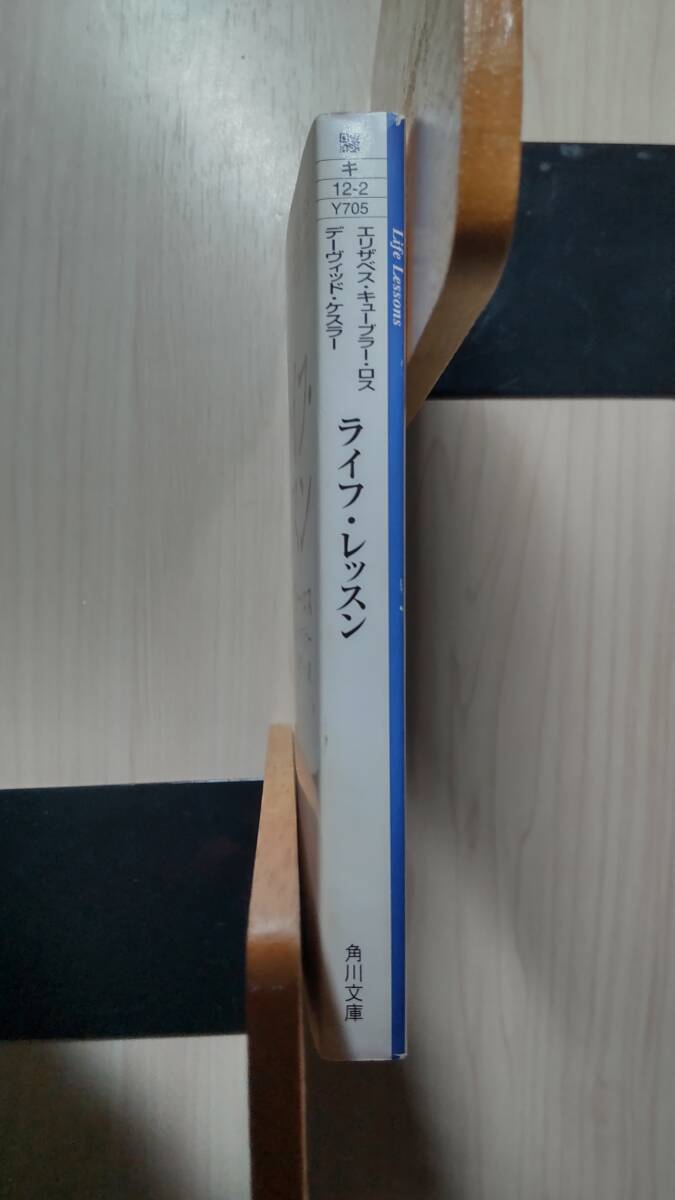 キ
12-2
Y705
エリザベス・キューブラー・ロス
デーヴィッド・ケスラー
ライフ・レッスン
角川文庫
Life Lessons